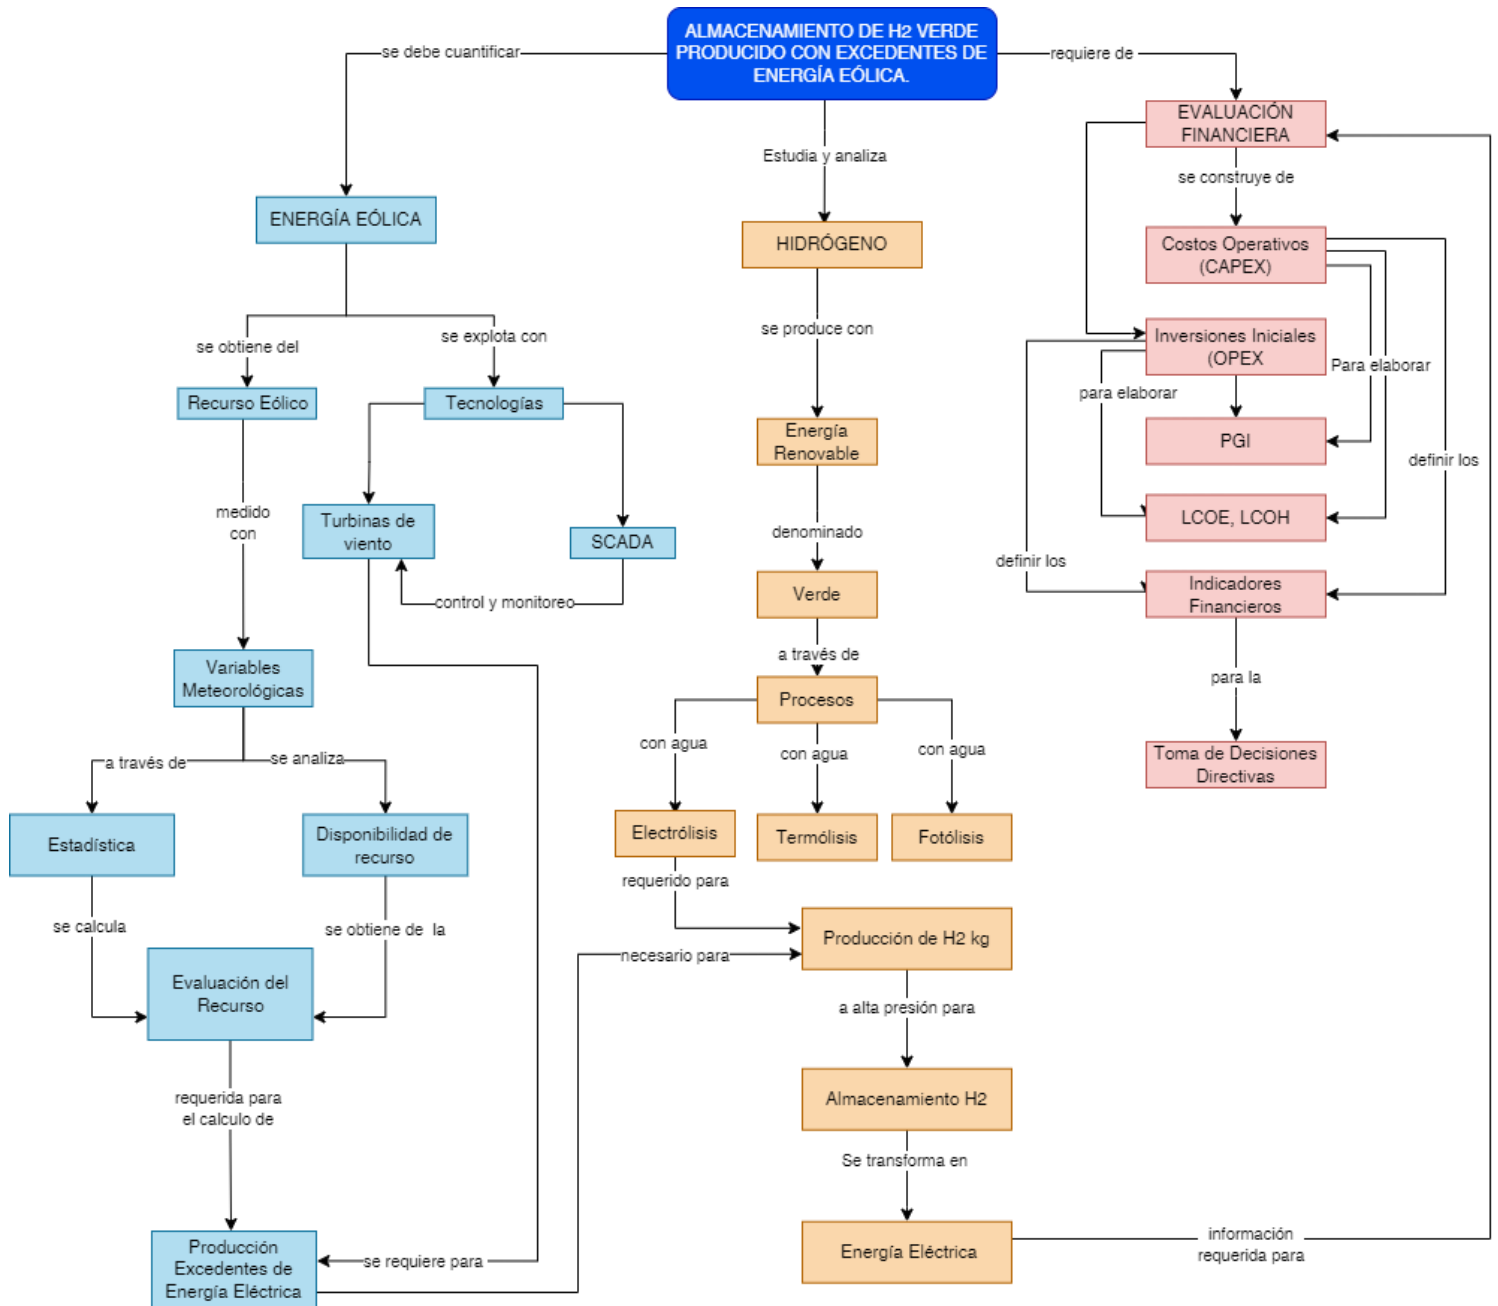 ALMACENAMIENTO DE H2 VERDE
PRODUCIDO CON EXCEDENTES DE
ENERGÍA EÓLICA.
se debe cuantificar
requiere de
Estudia y analiza
EVALUACIÓN
FINANCIERA
se construye de
ENERGÍA EÓLICA
HIDRÓGENO
Costos Operativos
(CAPEX)
se obtiene del
se explota con
se produce con
Inversiones Iniciales
(OPEX
Para elaborar
para elaborar
Recurso Eólico
Tecnologías
Energía
Renovable
PGI
definir los
medido
con
Turbinas de
viento
SCADA
denominado
LCOE, LCOH
definir los
control y monitoreo
Verde
Indicadores
Financieros
a través de
para la
Variables
Meteorológicas
Procesos
a través de
se analiza
con agua
con agua
con agua
Toma de Decisiones
Directivas
Estadística
Disponibilidad de
recurso
Electrólisis
Termólisis
Fotólisis
requerido para
se calcula
se obtiene de  la
Producción de H2 kg
necesario para
Evaluación del
Recurso
a alta presión para
requerida para
el calculo de
Almacenamiento H2
Se transforma en
Producción
Excedentes de
Energía Eléctrica
se requiere para
Energía Eléctrica
información
requerida para